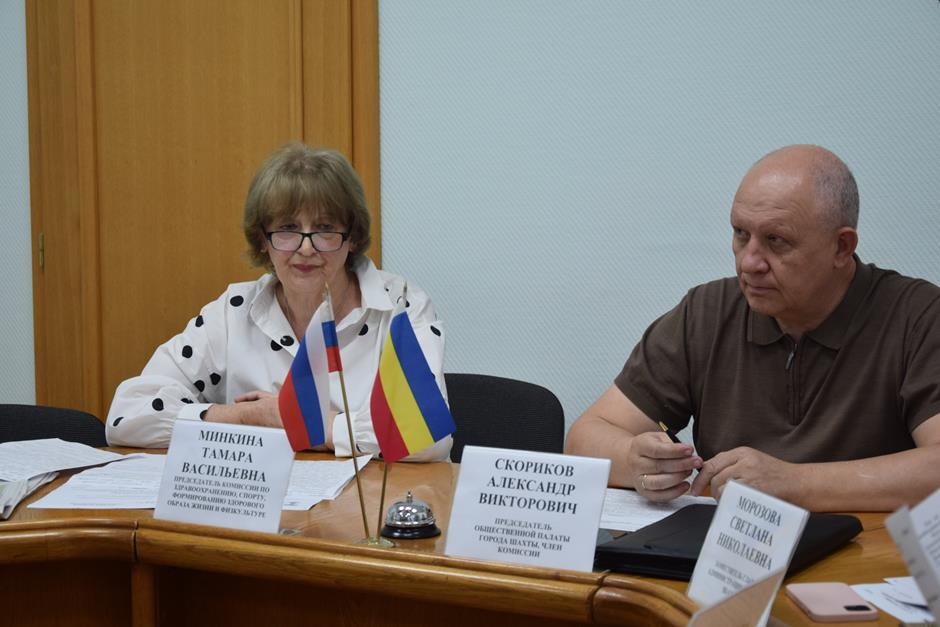 МИНКИНА
ТАМАРА
ВАСИЛЬЕВНА
ПРЕДСЕДАТЕЛЬ КОМИССИИ ПО
ЗДРАВООХРАНЕНИЮ, СПОРТУ,
ФОРМИРОВАНИЮ ЗДОРОВОГО
ОБРАЗА ЖИЗНИ И ФИЗКУЛЬТУРЕ
СКОРИКОВ
АЛЕКСАНДР
ВИКТОРОВИЧ
ПРЕДСЕДАТЕЛЬ
ОБЩЕСТВЕННОЙ ПАЛАТЫ
ГОРОДА ШАХТЫ, ЧЛЕН
КОМИССИИ
МОРОЗОВА
СВЕТЛАНА
НИКОЛАЕВНА